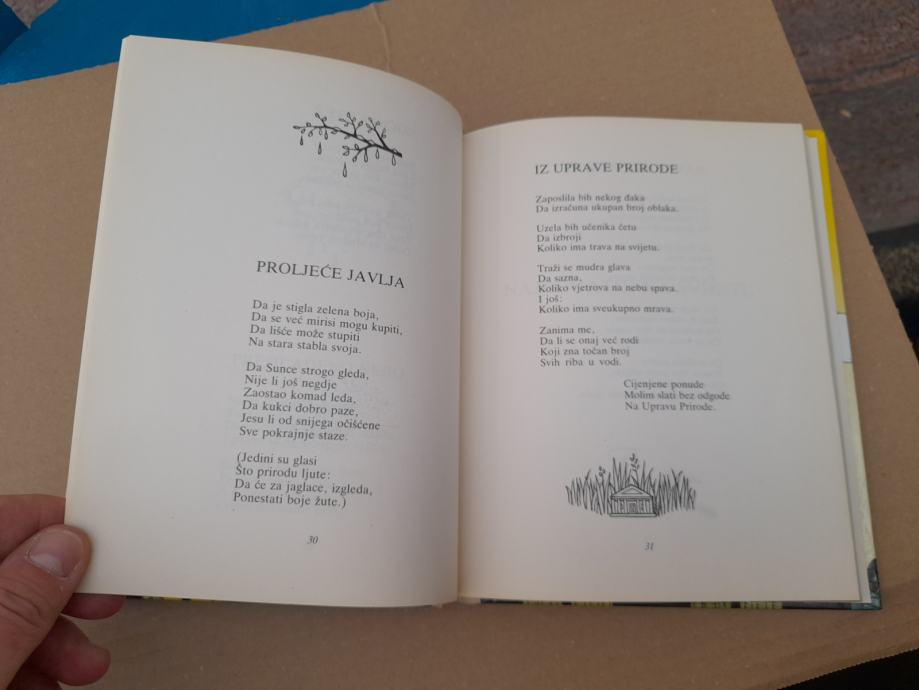 PROLJEĆE JAVLJA
Da je stigla zelena boja,
Da se već mirisi mogu kupiti,
Da lišće može stupiti
Na stara stabla svoja.
Da Sunce strogo gleda,
Nije li još negdje
Zaostao komad leda,
Da kukci dobro paze,
Jesu li od snijega očišćene
Sve pokrajnje staze.
(Jedini su glasi
Što prirodu ljute:
Da će za jaglace, izgleda,
Ponestati boje žute.)
30
IZ UPRAVE PRIRODE
Zaposlila bih nekog đaka
Da izračuna ukupan broj oblaka.
Uzela bih učenika četu
Da izbroji
Koliko ima trava na svijetu.
Traži se mudra glava
Da sazna,
Koliko vjetrova na nebu spava.
I još:
Koliko ima sveukupno mrava.
Zanima me,
Da li se onaj već rodi
Koji zna točan broj
Svih riba u vodi.
Cijenjene ponude
Molim slati bez odgode
Na Upravu Prirode.
31